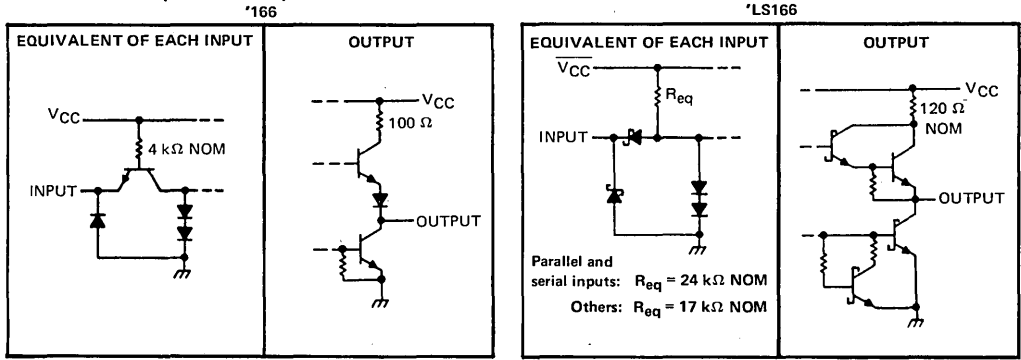 '166
EQUIVALENT OF EACH INPUT
OUTPUT
VCC
4 kΩ NOM
INPUT
VCC
100 Ω
OUTPUT
'LS166
EQUIVALENT OF EACH INPUT
OUTPUT
VCC
Req
INPUT
Parallel and
serial inputs: Req = 24 kΩ NOM
Others: Req = 17 kΩ NOM
VCC
120 Ω
NOM
OUTPUT